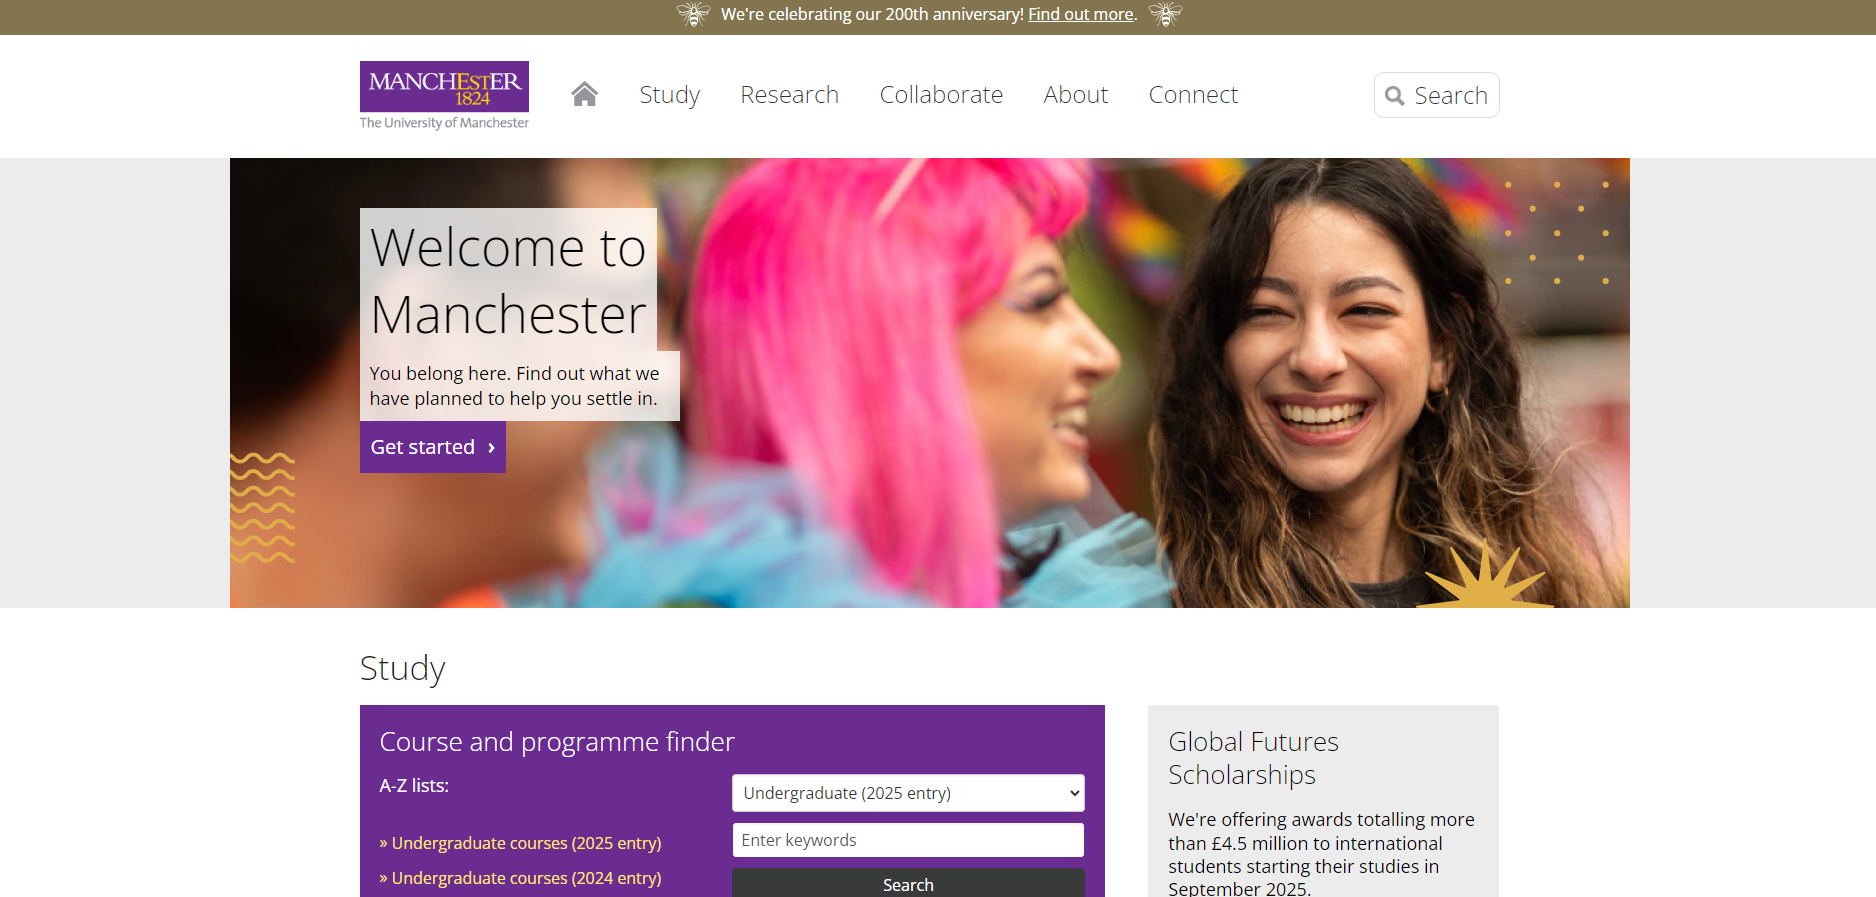 We're celebrating our 200th anniversary! Find out more.
MANCHESTER
1824
The University of Manchester
Study
Research
Collaborate
About
Connect
Search
Welcome to
Manchester
You belong here. Find out what we
have planned to help you settle in.
Get started ›
Study
Course and programme finder
A-Z lists:
» Undergraduate courses (2025 entry)
» Undergraduate courses (2024 entry)
Undergraduate (2025 entry)
Enter keywords
Search
Global Futures
Scholarships
We're offering awards totalling more
than £4.5 million to international
students starting their studies in
September 2025.